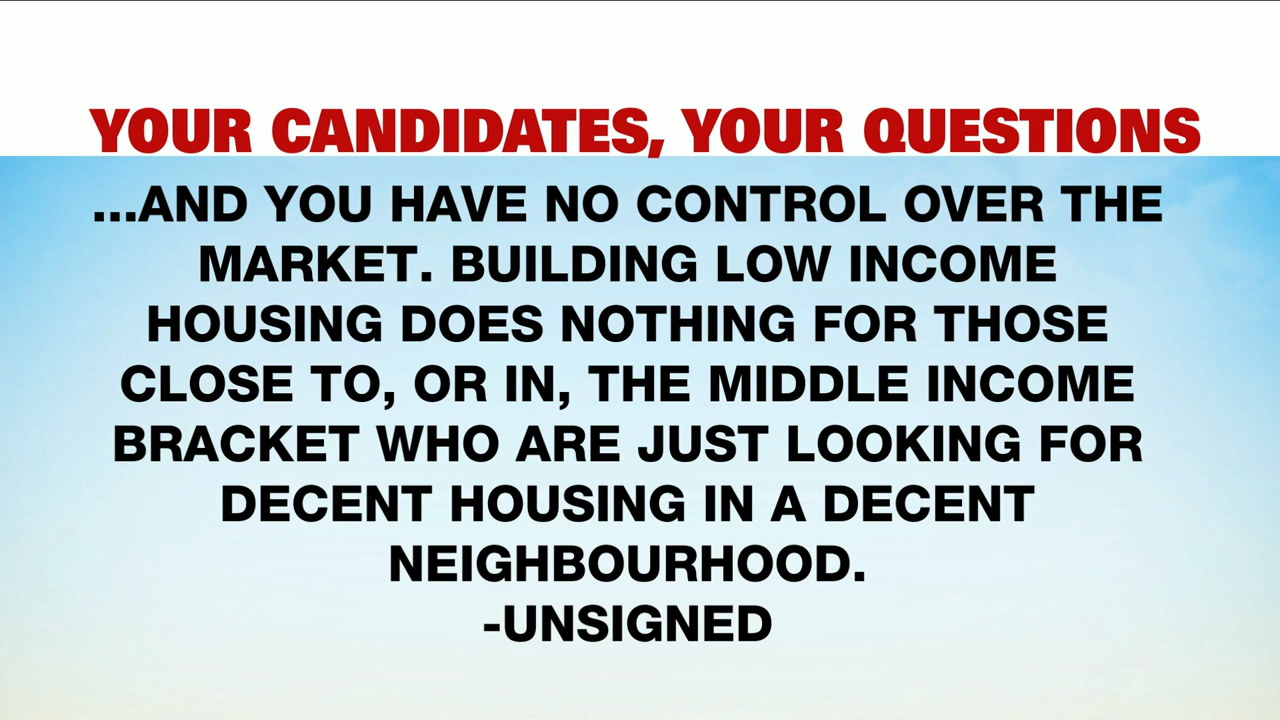 YOUR CANDIDATES, YOUR QUESTIONS
...AND YOU HAVE NO CONTROL OVER THE
MARKET. BUILDING LOW INCOME
HOUSING DOES NOTHING FOR THOSE
CLOSE TO, OR IN, THE MIDDLE INCOME
BRACKET WHO ARE JUST LOOKING FOR
DECENT HOUSING IN A DECENT
NEIGHBOURHOOD.
-UNSIGNED